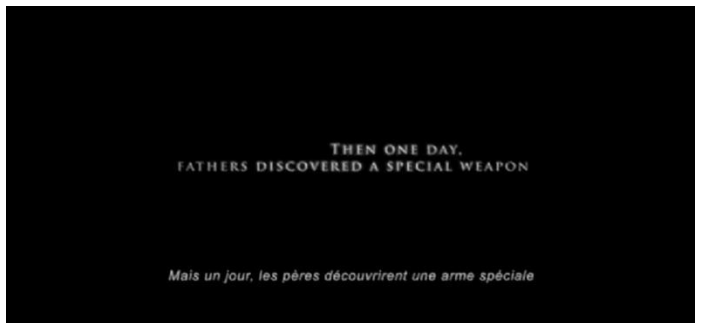 THEN ONE DAY,
FATHERS DISCOVERED A SPECIAL WEAPON
Mais un jour, les pères découvrirent une arme spéciale